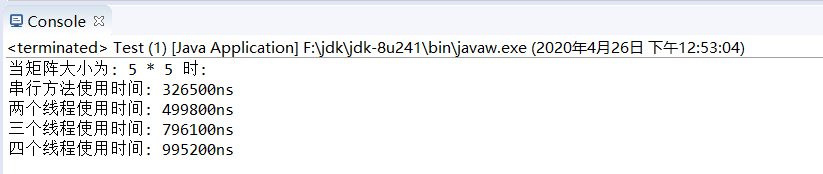 Console
<terminated> Test (1) [Java Application] F:\jdk\jdk-8u241\bin\javaw.exe (2020年4月26日 下午12:53:04)
当矩阵大小为: 5 * 5 时:
串行方法使用时间: 326500ns
两个线程使用时间: 499800ns
三个线程使用时间: 796100ns
四个线程使用时间: 995200ns